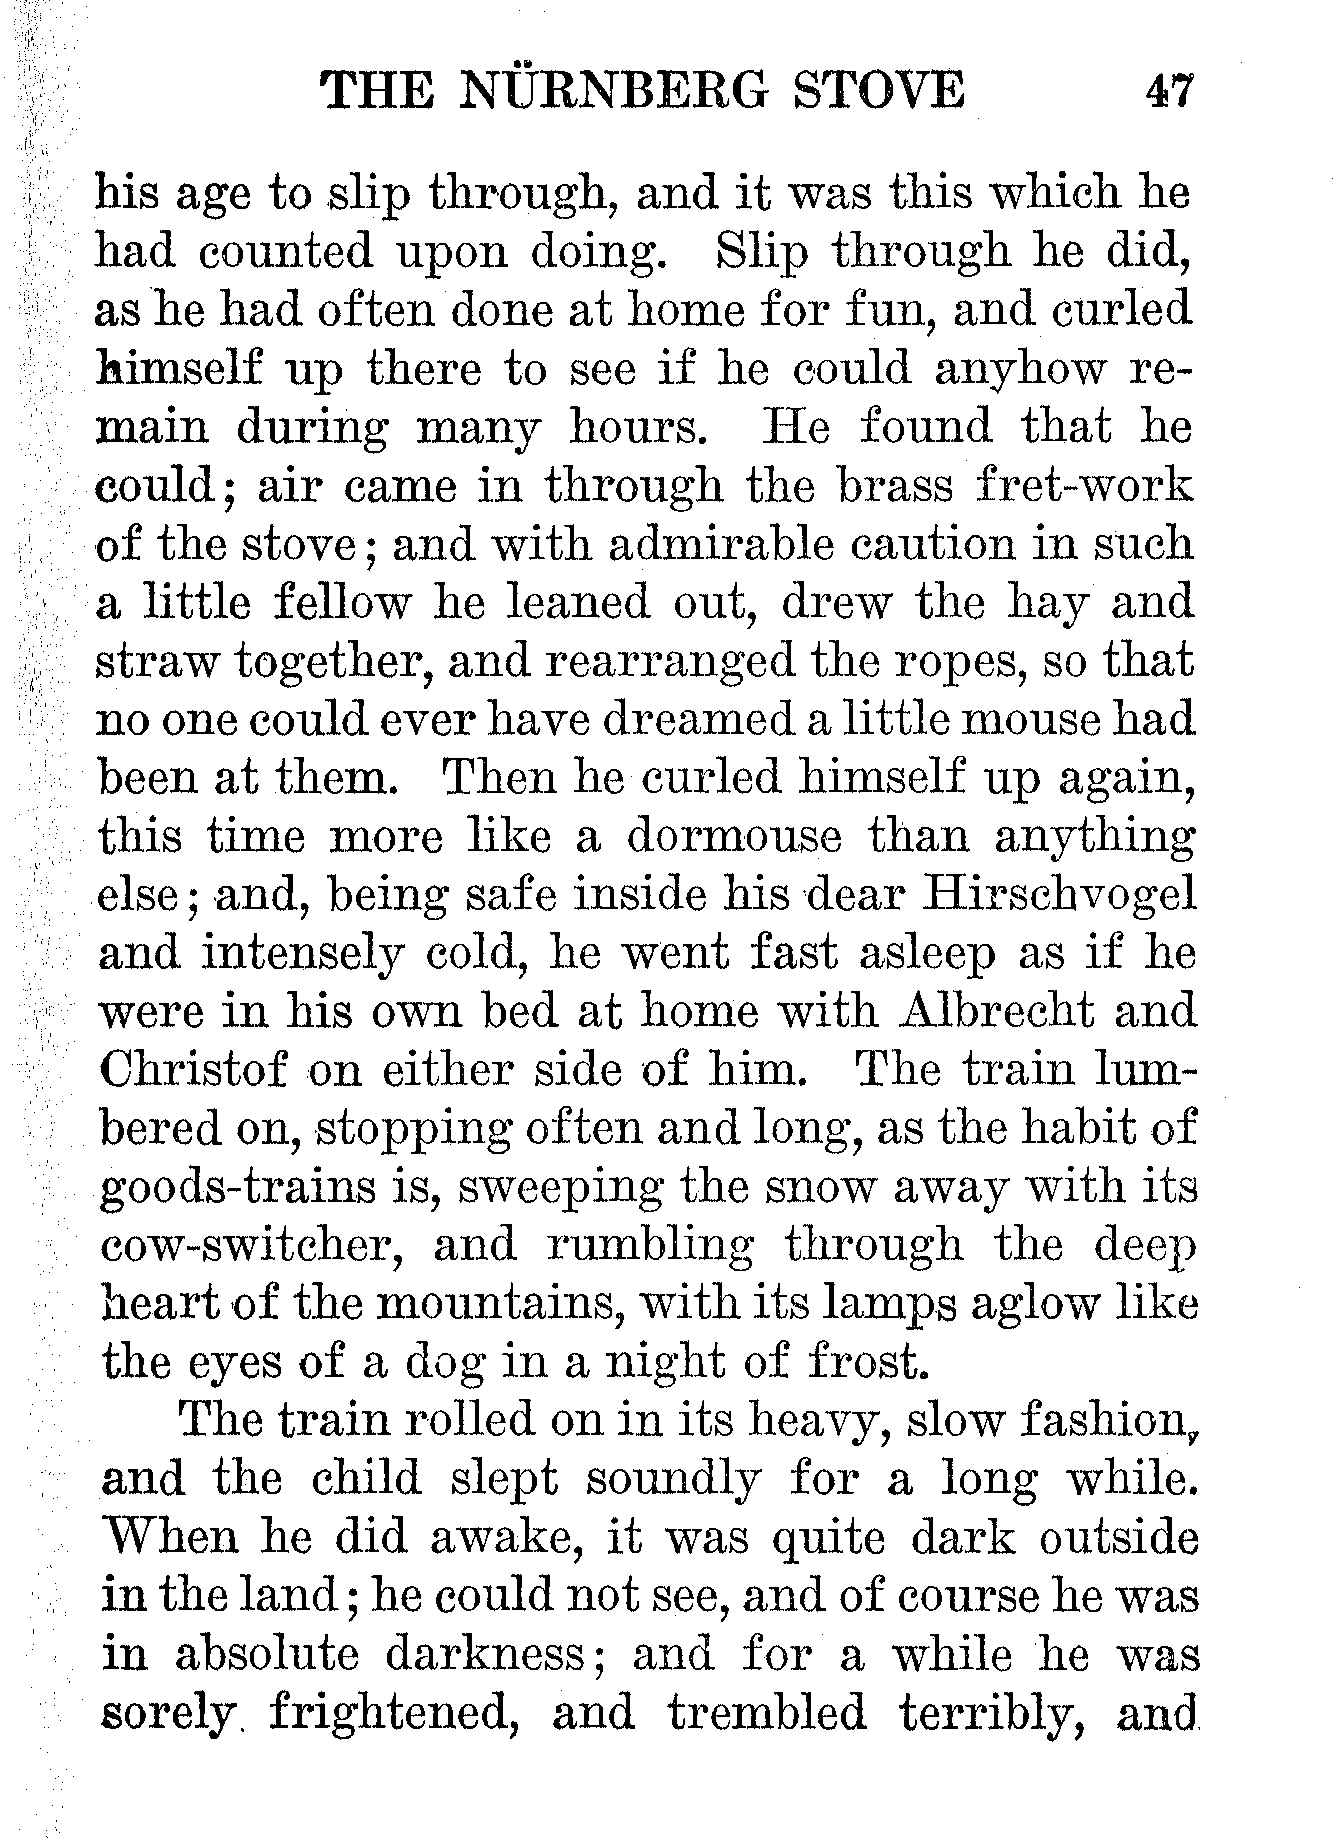 THE NÜRNBERG STOVE 47
his age to slip through, and it was this which he
had counted upon doing. Slip through he did,
as he had often done at home for fun, and curled
himself up there to see if he could anyhow re-
main during many hours. He found that he
could; air came in through the brass fret-work
of the stove; and with admirable caution in such
a little fellow he leaned out, drew the hay and
straw together, and rearranged the ropes, so that
no one could ever have dreamed a little mouse had
been at them. Then he curled himself up again,
this time more like a dormouse than anything
else; and, being safe inside his dear Hirschvogel
and intensely cold, he went fast asleep as if he
were in his own bed at home with Albrecht and
Christof on either side of him. The train lum-
bered on, stopping often and long, as the habit of
goods-trains is, sweeping the snow away with its
cow-switcher, and rumbling through the deep
heart of the mountains, with its lamps aglow like
the eyes of a dog in a night of frost.
The train rolled on in its heavy, slow fashion,
and the child slept soundly for a long while.
When he did awake, it was quite dark outside
in the land; he could not see, and of course he was
in absolute darkness; and for a while he was
sorely frightened, and trembled terribly, and